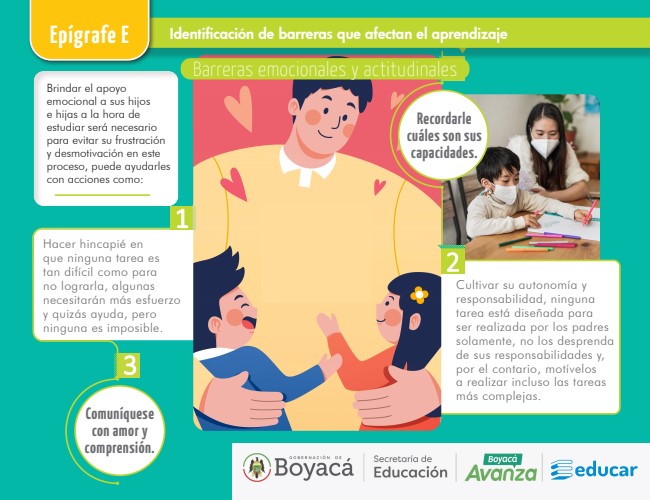 Epígrafe E
Identificación de barreras que afectan el aprendizaje
Barreras emocionales y actitudinales
Brindar el apoyo
emocional a sus hijos
e hijas a la hora de
estudiar será necesario
para evitar su frustración
y desmotivación en este
proceso, puede ayudarles
con acciones como:
1
Hacer hincapié en
que ninguna tarea es
tan difícil como para
no lograrla, algunas
necesitarán más esfuerzo
y quizás ayuda, pero
ninguna es imposible.
Recordarle
cuáles son sus
capacidades.
2
Cultivar su autonomía y
responsabilidad, ninguna
tarea está diseñada para
ser realizada por los padres
solamente, no los desprenda
de sus responsabilidades y,
por el contario, motívelos
a realizar incluso las tareas
más complejas.
3
Comuníquese
con amor y
comprensión.
GOBERNACIÓN DE
Boyacá
Secretaría de
Educación
Boyacá
Avanza
educar